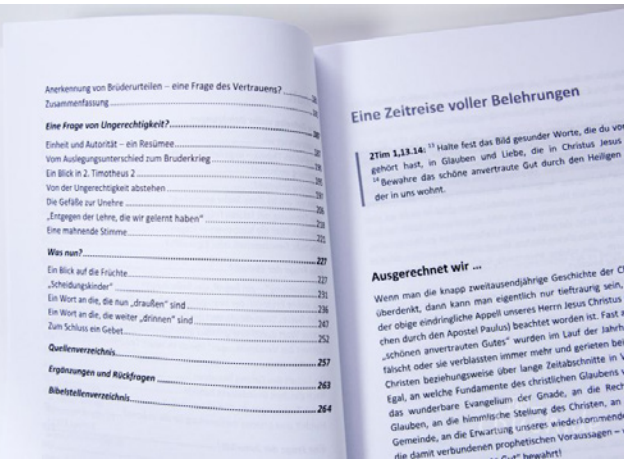 Anerkennung von Brüderurteilen – eine Frage des Vertrauens?
Zusammenfassung
Eine Frage von Ungerechtigkeit?
Einheit und Autorität – ein Resümee
Vom Auslegungsunterschied zum Bruderkrieg
Ein Blick in 2. Timotheus 2
Von der Ungerechtigkeit abstehen
Die Gefäße zur Unehre
„Entgegen der Lehre, die wir gelernt haben“
Eine mahnende Stimme 221
Was nun? 227
Ein Blick auf die Früchte 227
„Scheidungskinder“ 231
Ein Wort an die, die nun „draußen“ sind 236
Ein Wort an die, die weiter „drinnen“ sind 247
Zum Schluss ein Gebet 252
Quellenverzeichnis 257
Ergänzungen und Rückfragen 263
Bibelstellenverzeichnis 264
Eine Zeitreise voller Belehrungen
2Tim 1,13.14: 13 Halte fest das Bild gesunder Worte, die du vo
gehört hast, in Glauben und Liebe, die in Christus Jesus
14 Bewahre das schöne anvertraute Gut durch den Heiligen
der in uns wohnt.
Ausgerechnet wir ...
Wenn man die knapp zweitausendjährige Geschichte der C
überdenkt, dann kann man eigentlich nur tieftraurig sein,
der obige eindringliche Appell unseres Herrn Jesus Christus
chen durch den Apostel Paulus) beachtet worden ist. Fast a
„schönen anvertrauten Gutes“ wurden im Lauf der Jahrh
fälscht oder sie verblassten immer mehr und gerieten bei
Christen beziehungsweise über lange Zeitabschnitte in V
Egal, an welche Fundamente des christlichen Glaubens w
das wunderbare Evangelium der Gnade, an die Rech
Glauben, an die himmlische Stellung des Christen, an
Gemeinde, an die Erwartung unseres wiederkommende
die damit verbundenen prophetischen Voraussagen –
Gut“ bewahrt!